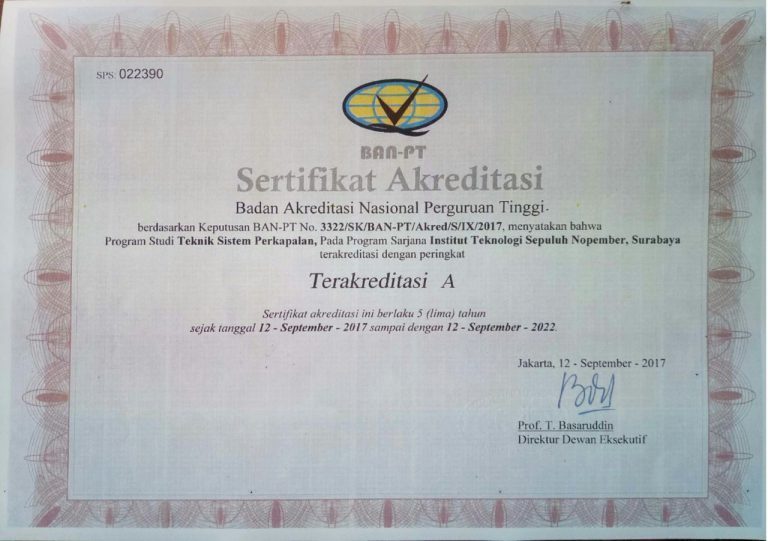 SPS. 022390
BAN-PT
Sertifikat Akreditasi
Badan Akreditasi Nasional Perguruan Tinggi.
berdasarkan Keputusan BAN-PT No. 3322/SK/BAN-PT/Akred/S/IX/2017, menyatakan bahwa
Program Studi Teknik Sistem Perkapalan, Pada Program Sarjana Institut Teknologi Sepuluh Nopember, Surabaya
terakreditasi dengan peringkat
Terakreditasi A
Sertifikat akreditasi ini berlaku 5 (lima) tahun
sejak tanggal 12 - September - 2017 sampai dengan 12 - September - 2022.
Jakarta, 12 - September - 2017
Prof. T. Basaruddin
Direktur Dewan Eksekutif